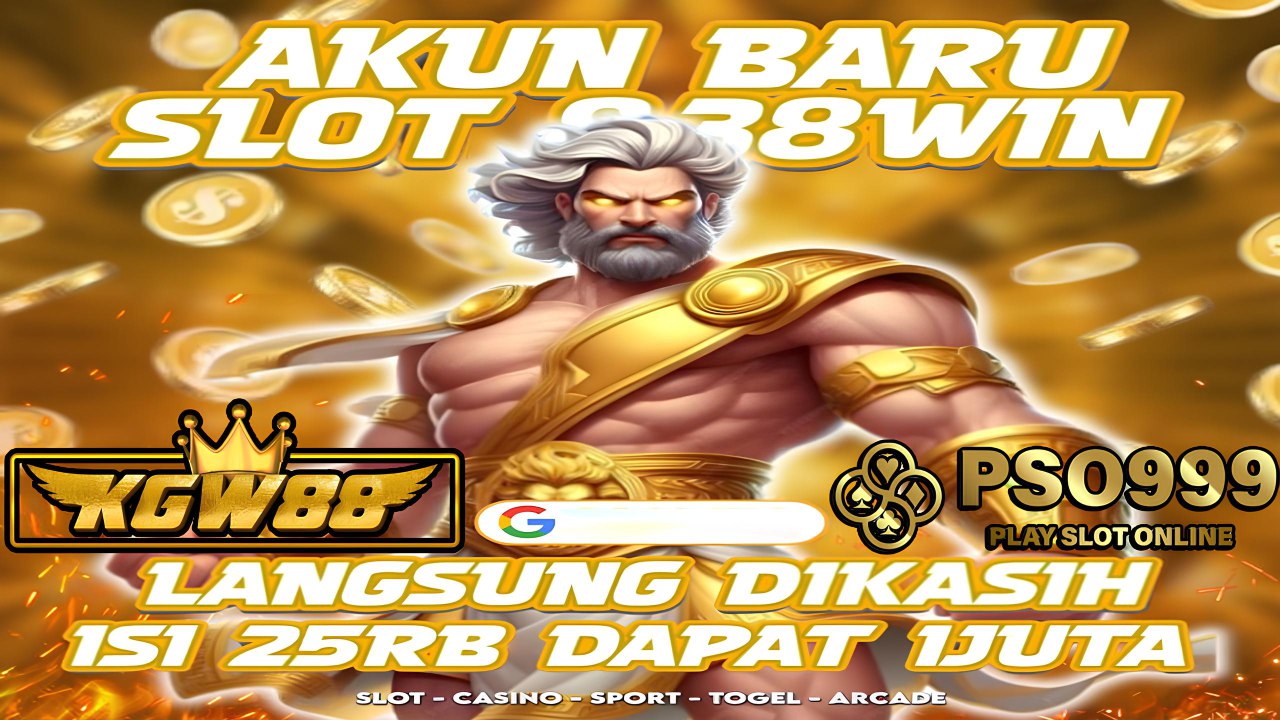 AKUN BARU
SLOT 38WIN
KGW88
PSO999
PLAY SLOT ONLINE
LANGSUNG DIKASIH
ISI 25RB DAPAT 1JUTA
SLOT - CASINO - SPORT - TOGEL - ARCADE